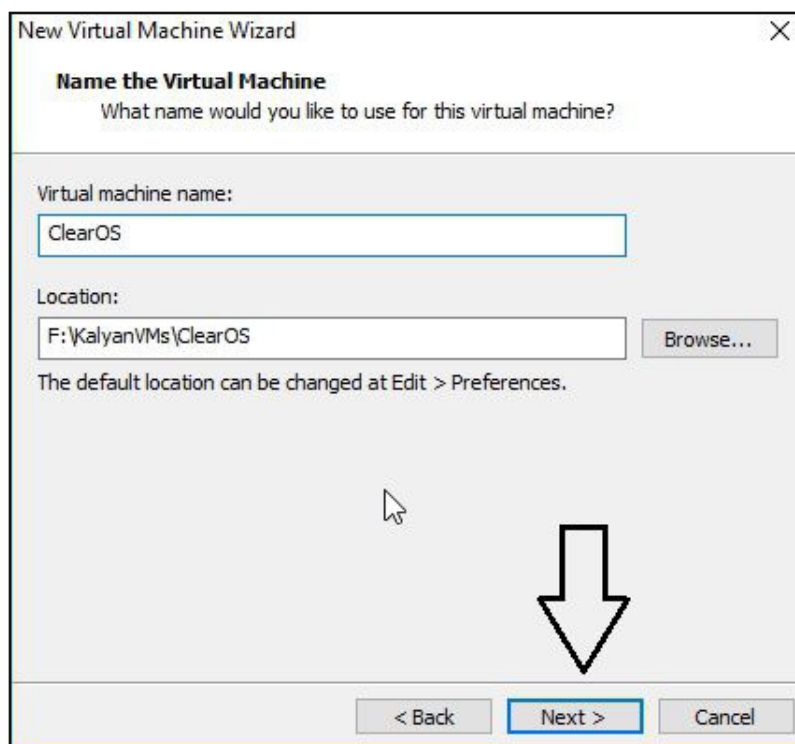 New Virtual Machine Wizard
Name the Virtual Machine
What name would you like to use for this virtual machine?
Virtual machine name:
ClearOS
Location:
F:\KalyanVMs\ClearOS
Browse...
The default location can be changed at Edit > Preferences.
< Back Next > Cancel